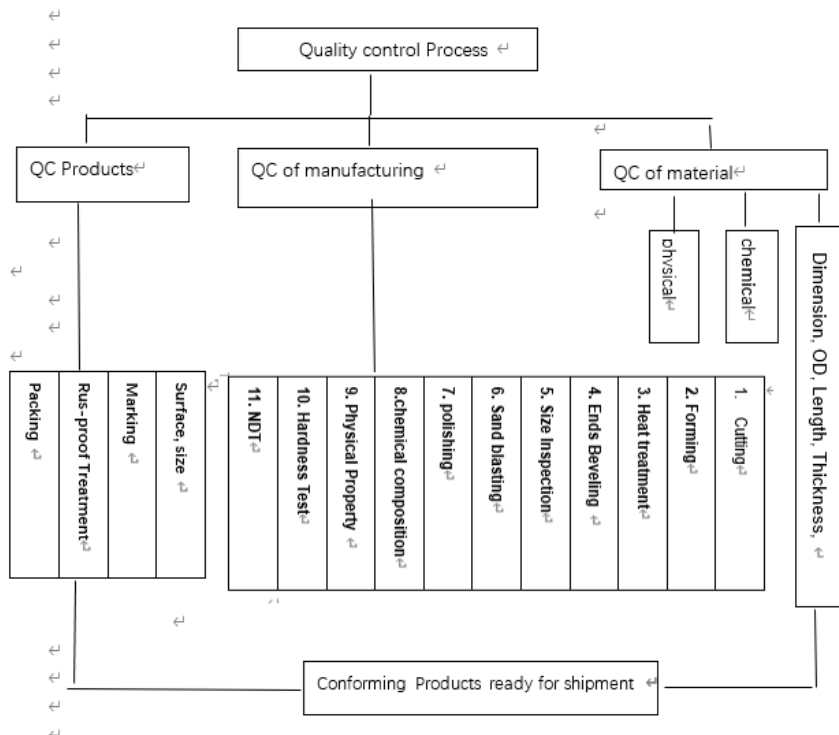 Quality control Process
QC Products
QC of manufacturing
QC of material
physical
chemical
Dimension, OD, Length, Thickness,
Packing
Rus-proof Treatment
Marking
Surface, size
11. NDT
10. Hardness Test
9. Physical Property
8.chemical composition
7. polishing
6. Sand blasting
5. Size Inspection
4. Ends Beveling
3. Heat treatment
2. Forming
1. Cutting
Conforming Products ready for shipment